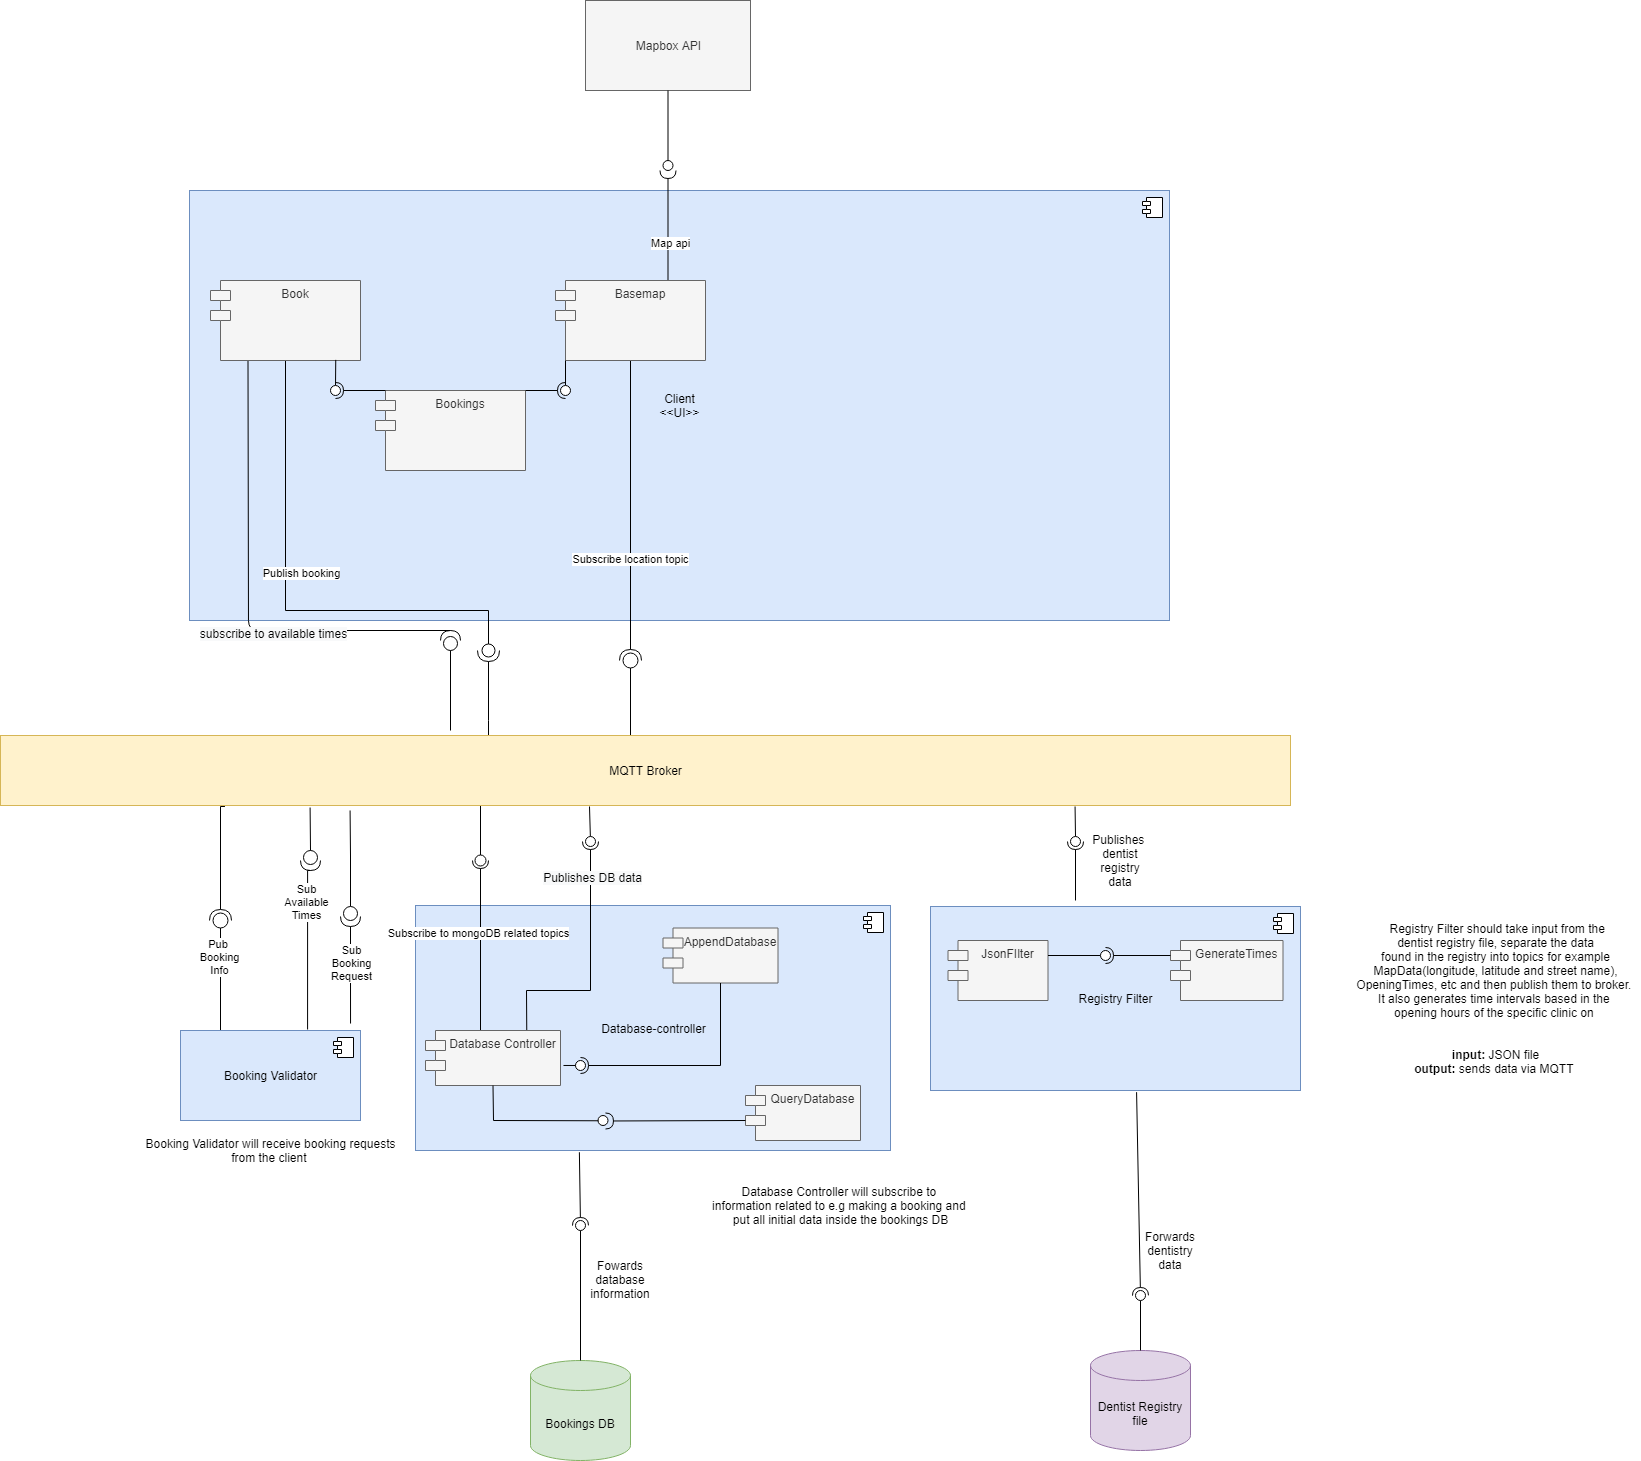 Mapbox API
Map api
Book
Basemap
Bookings
Client
<<UI>>
Subscribe location topic
Publish booking
subscribe to available times
MQTT Broker
Publishes
dentist
registry
data
Publishes DB data
Sub
Available
Times
Pub
Booking
Info
Sub
Booking
Request
Subscribe to mongoDB related topics
AppendDatabase
JsonFIlter
GenerateTimes
Registry Filter
Registry Filter should take input from the
dentist registry file, separate the data
found in the registry into topics for example
MapData(longitude, latitude and street name),
OpeningTimes, etc and then publish them to broker.
It also generates time intervals based in the
opening hours of the specific clinic on
input: JSON file
output: sends data via MQTT
Database-controller
Database Controller
Booking Validator
QueryDatabase
Booking Validator will receive booking requests
from the client
Database Controller will subscribe to
information related to e.g making a booking and
put all initial data inside the bookings DB
Forwards
dentistry
data
Fowards
database
information
Dentist Registry
file
Bookings DB